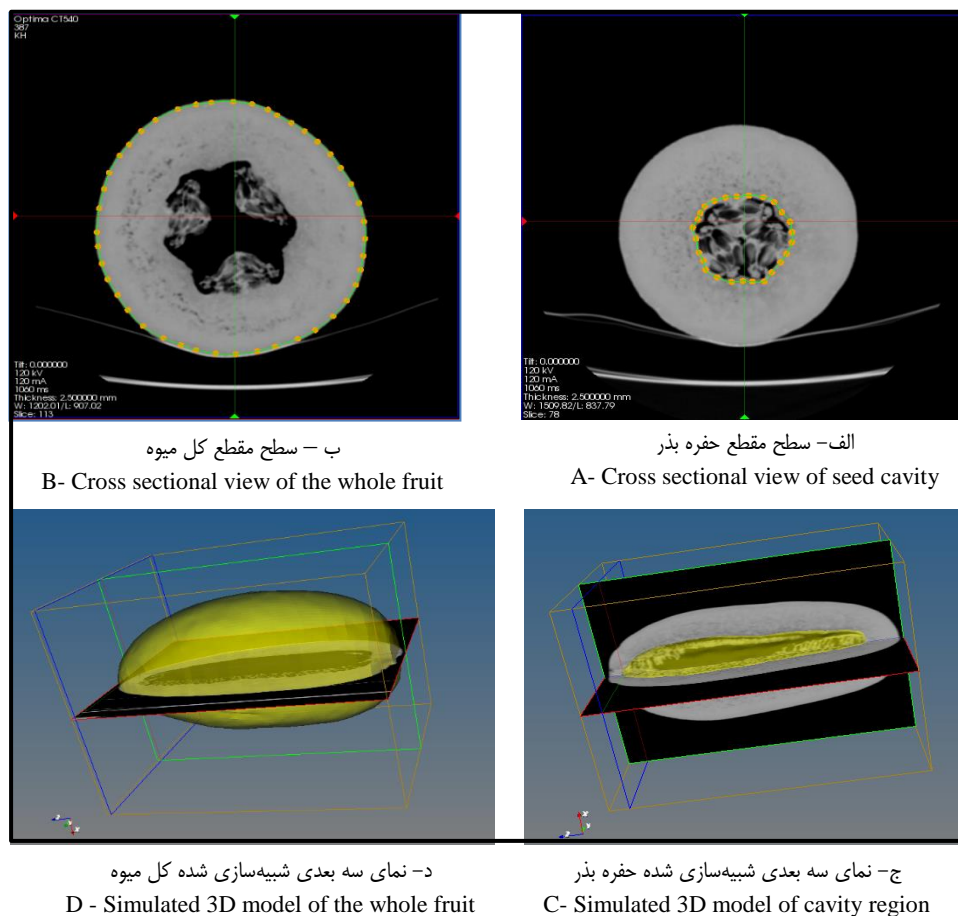 Optima CT540
387
KH
Tilt: 0.000000
120 kV
120 mA
1060 ms
Thickness: 2.500000 mm
W: 1202.01/L: 907.02
Slice: 113
Tilt: 0.000000
120 kV
120 mA
1060 ms
Thickness: 2.500000 mm
W: 1509.82/L: 837.79
Slice: 78
الف- سطح مقطع حفره بذر
A- Cross sectional view of seed cavity
ب – سطح مقطع کل میوه
B- Cross sectional view of the whole fruit
ج- نمای سه بعدی شبیه‌سازی شده حفره بذر
C- Simulated 3D model of cavity region
د- نمای سه بعدی شبیه‌سازی شده کل میوه
D - Simulated 3D model of the whole fruit